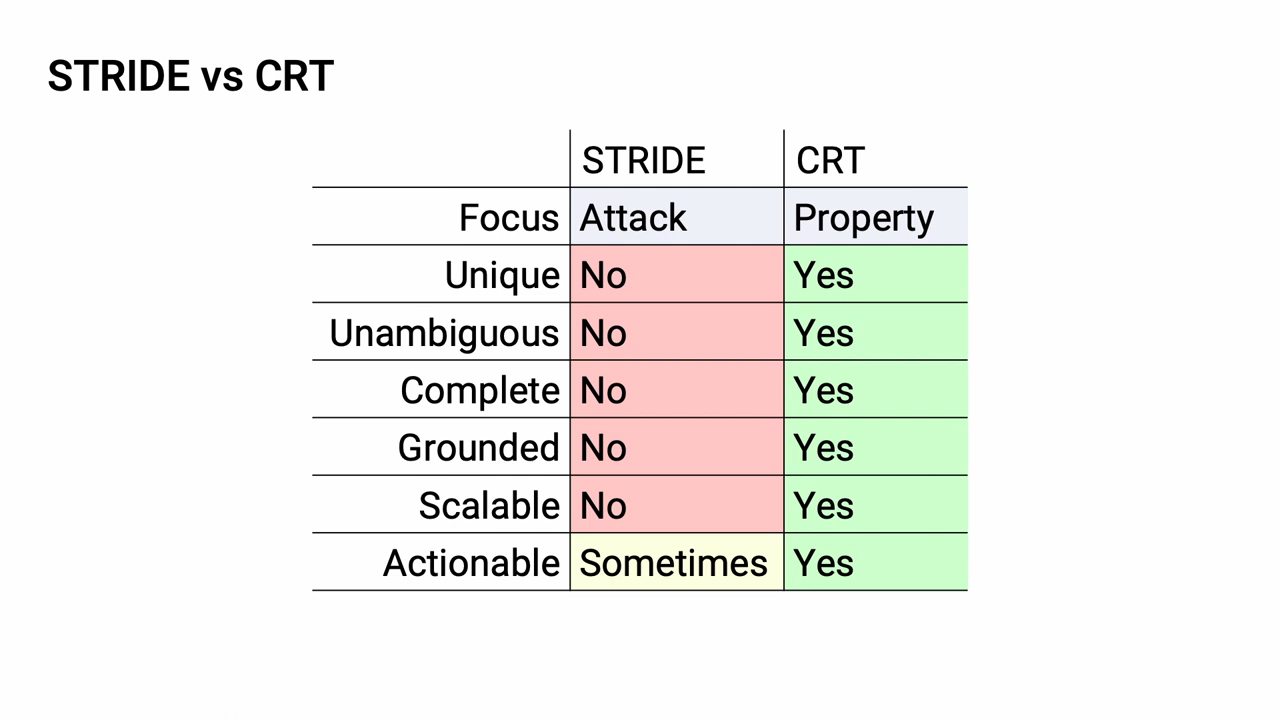 STRIDE vs CRT
STRIDE CRT
Focus Attack Property
Unique No Yes
Unambiguous No Yes
Complete No Yes
Grounded No Yes
Scalable No Yes
Actionable Sometimes Yes